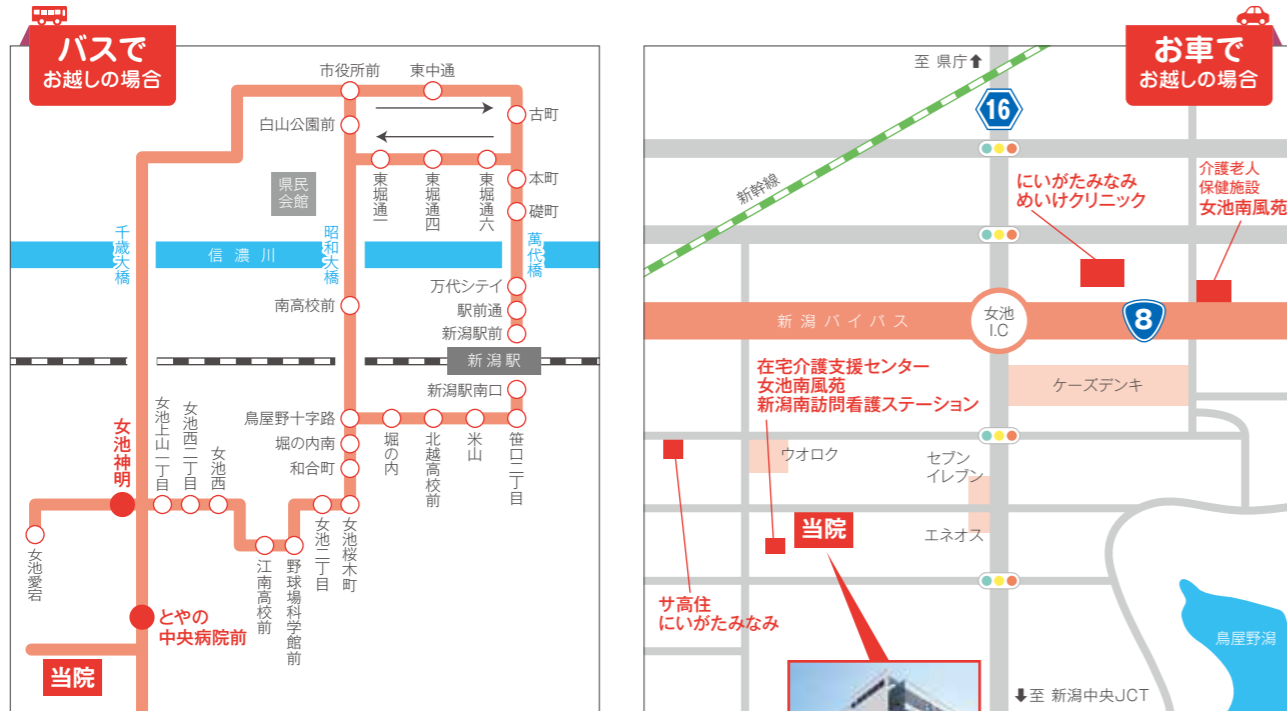 バスで
お越しの場合
市役所前
東中通
古町
白山公園前
県民
会館
東堀通二
東堀通四
東堀通六
本町
礎町
千歳大橋
信濃川
昭和大橋
萬代橋
万代シテイ
南高校前
駅前通
新潟駅前
新潟駅
新潟駅南口
鳥屋野十字路
堀の内
北越高校前
米山
笹口二丁目
堀の内南
和合町
女池神明
女池上山一丁目
女池西二丁目
女池西
女池愛宕
江南高校前
野球場科学館前
女池二丁目
女池桜木町
とやの
中央病院前
当院
お車で
お越しの場合
至 県庁
16
新幹線
にいがたみなみ
めいけクリニック
介護老人
保健施設
女池南風苑
新潟バイパス
女池
I.C
8
在宅介護支援センター
女池南風苑
新潟南訪問看護ステーション
ケーズデンキ
ウオロク
セブン
イレブン
エネオス
当院
サ高住
にいがたみなみ
鳥屋野潟
至 新潟中央JCT